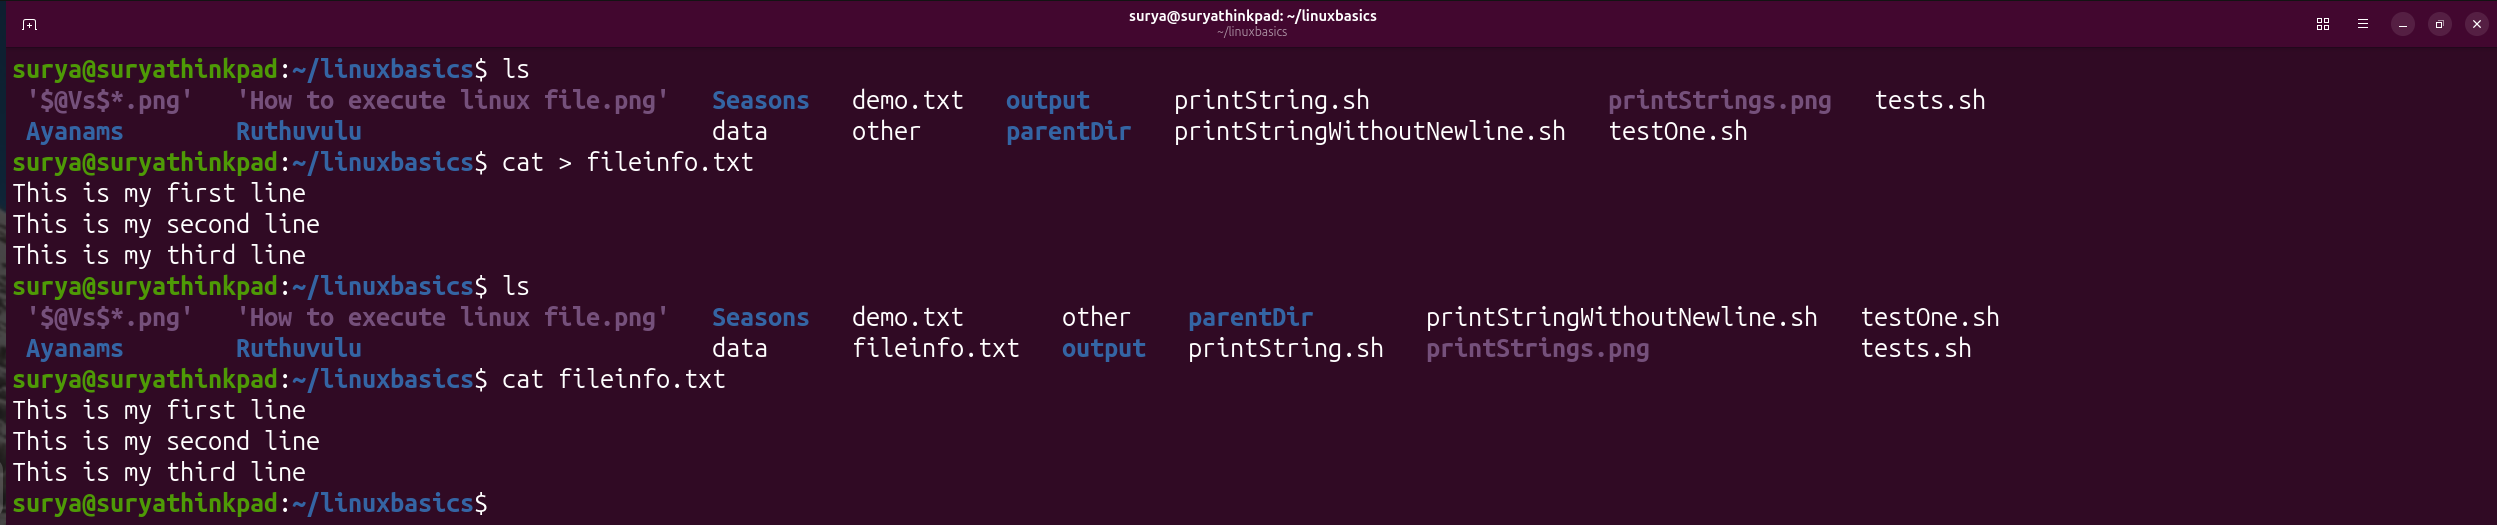 surya@suryathinkpad: ~/linuxbasics
~/linuxbasics
surya@suryathinkpad:~/linuxbasics$ ls
'$@Vs$*.png' 'How to execute linux file.png' Seasons demo.txt output printString.sh printStrings.png tests.sh
Ayanams Ruthuvulu data other parentDir printStringWithoutNewline.sh testOne.sh
surya@suryathinkpad:~/linuxbasics$ cat > fileinfo.txt
This is my first line
This is my second line
This is my third line
surya@suryathinkpad:~/linuxbasics$ ls
'$@Vs$*.png' 'How to execute linux file.png' Seasons demo.txt other parentDir printStringWithoutNewline.sh testOne.sh
Ayanams Ruthuvulu data fileinfo.txt output printString.sh printStrings.png tests.sh
surya@suryathinkpad:~/linuxbasics$ cat fileinfo.txt
This is my first line
This is my second line
This is my third line
surya@suryathinkpad:~/linuxbasics$